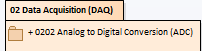 02 Data Acquisition (DAQ)
+ 0202 Analog to Digital Conversion (ADC)